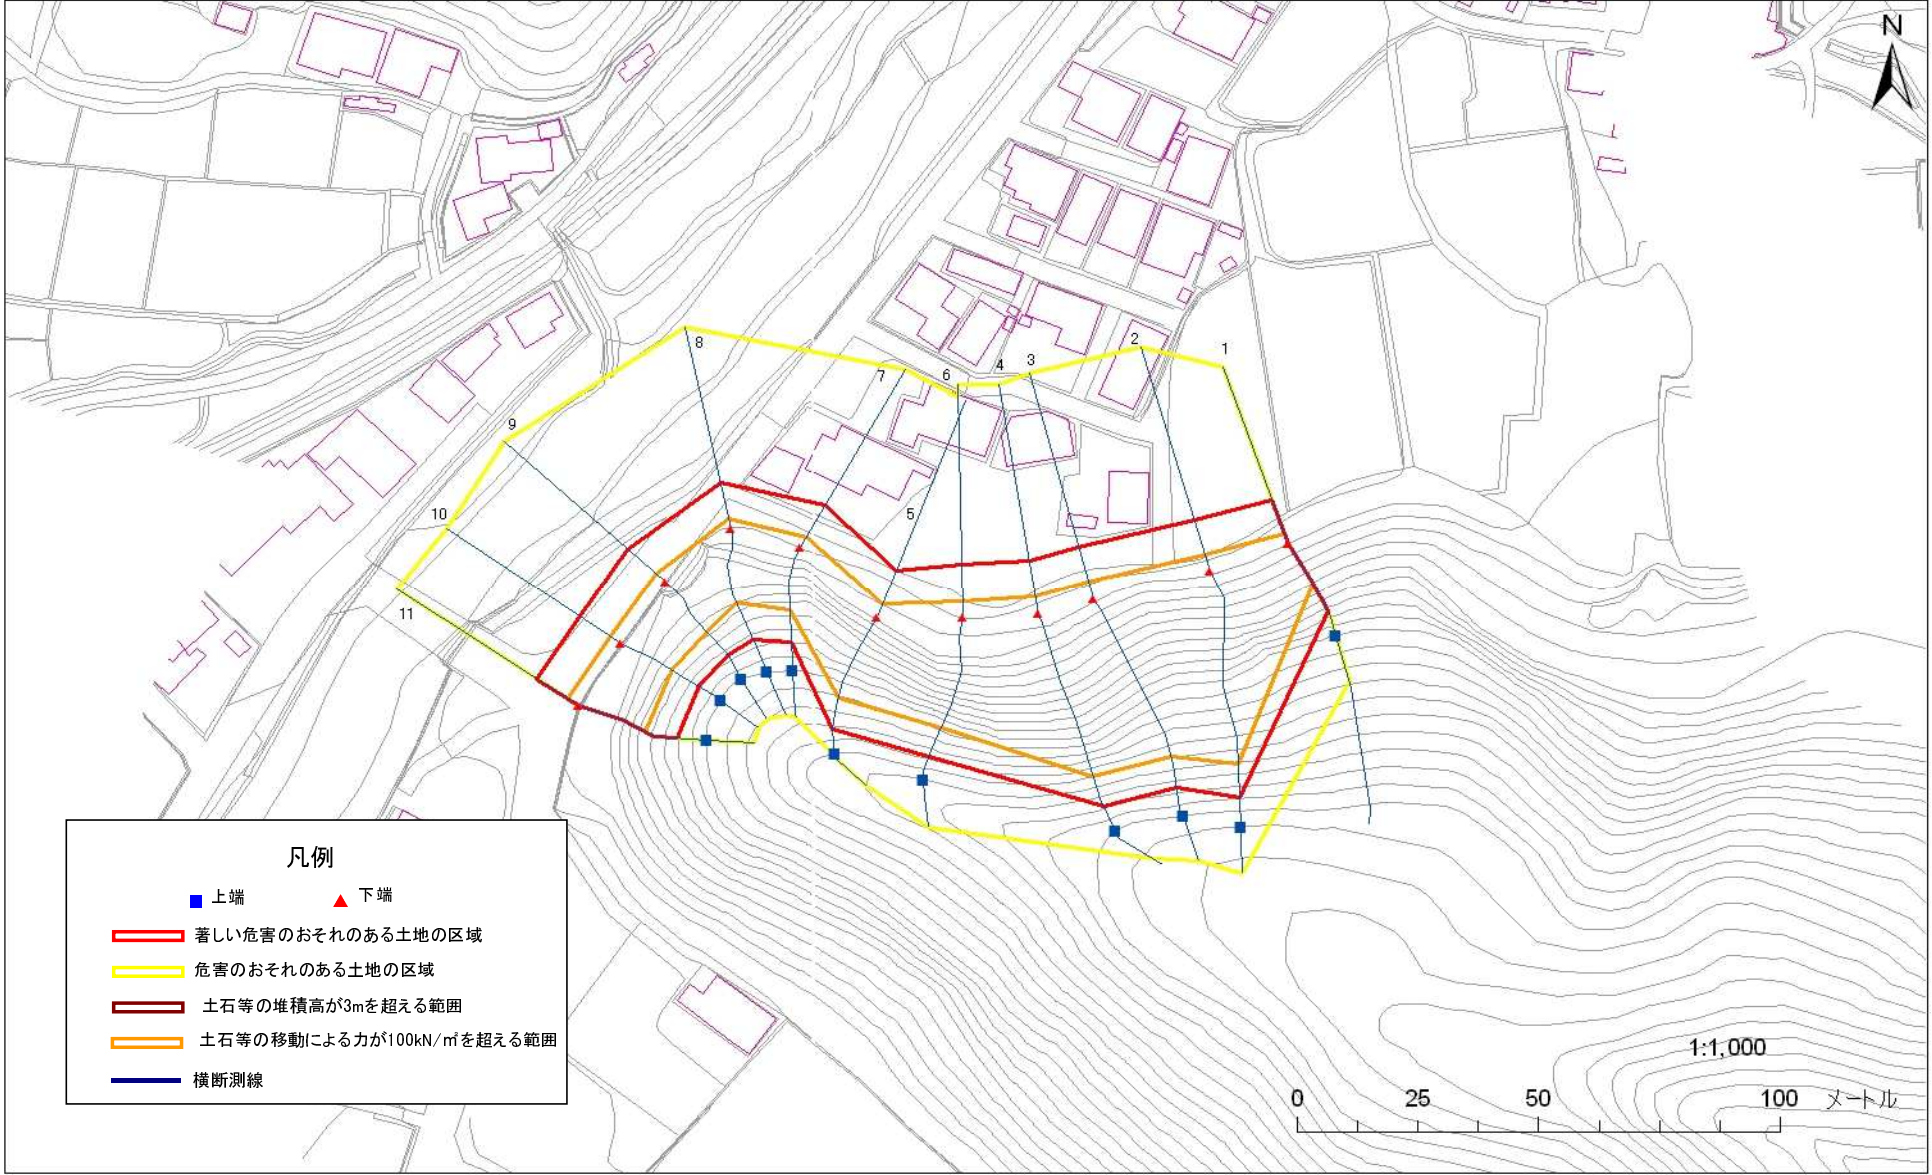 N
8
7
6
4
3
2
1
9
10
5
11
凡例
上端
下端
著しい危害のおそれのある土地の区域
危害のおそれのある土地の区域
土石等の堆積高が3mを超える範囲
土石等の移動による力が100kN/㎡を超える範囲
横断測線
1:1,000
0 25 50 100 メートル